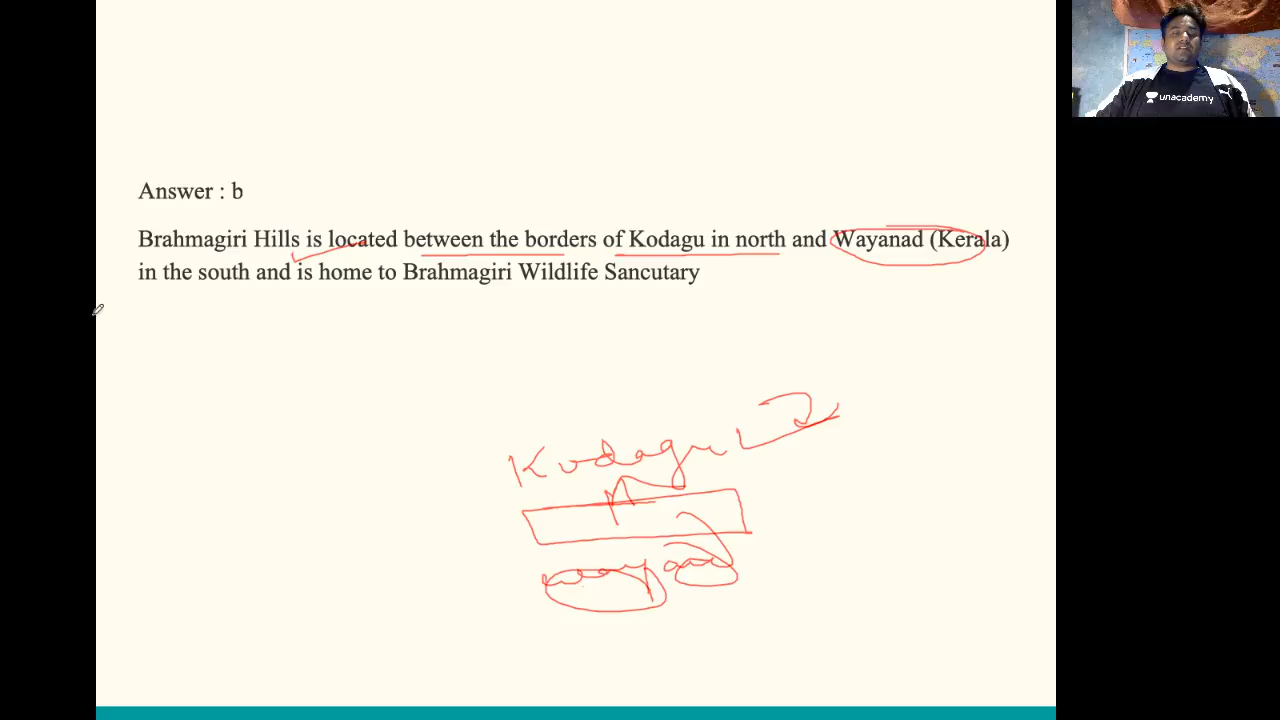 unacademy
Answer : b
Brahmagiri Hills is located between the borders of Kodagu in north and Wayanad (Kerala)
in the south and is home to Brahmagiri Wildlife Sancutary
Kodagu
wayanad